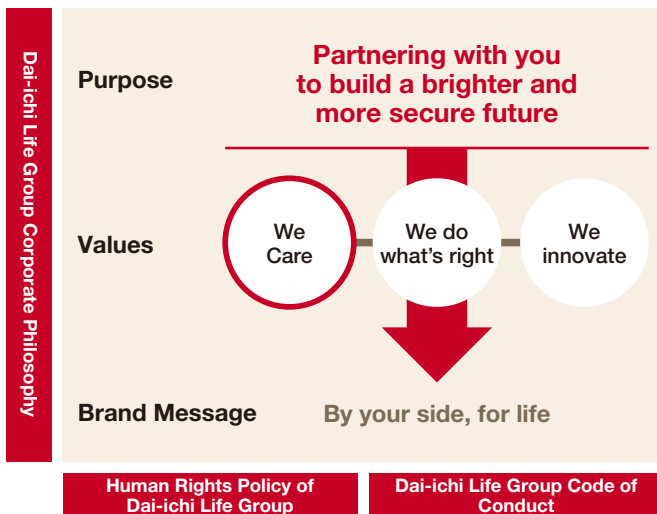 Dai-ichi Life Group Corporate Philosophy
Purpose
Partnering with you
to build a brighter and
more secure future
Values
We
Care
We do
what's right
We
innovate
Brand Message
By your side, for life
Human Rights Policy of
Dai-ichi Life Group
Dai-ichi Life Group Code of
Conduct